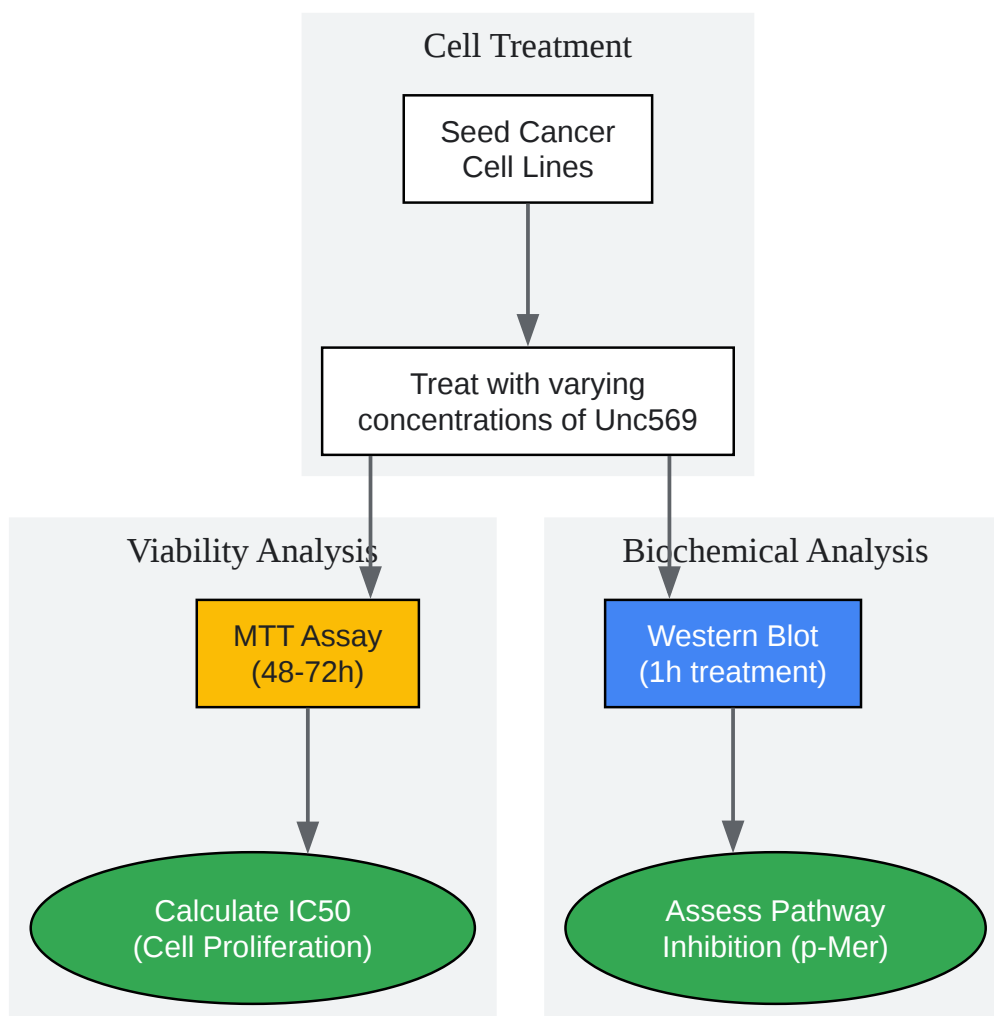 Cell Treatment
Seed Cancer
Cell Lines
Treat with varying
concentrations of Unc569
Viability Analysis
MTT Assay
(48-72h)
Calculate IC50
(Cell Proliferation)
Biochemical Analysis
Western Blot
(1h treatment)
Assess Pathway
Inhibition (p-Mer)